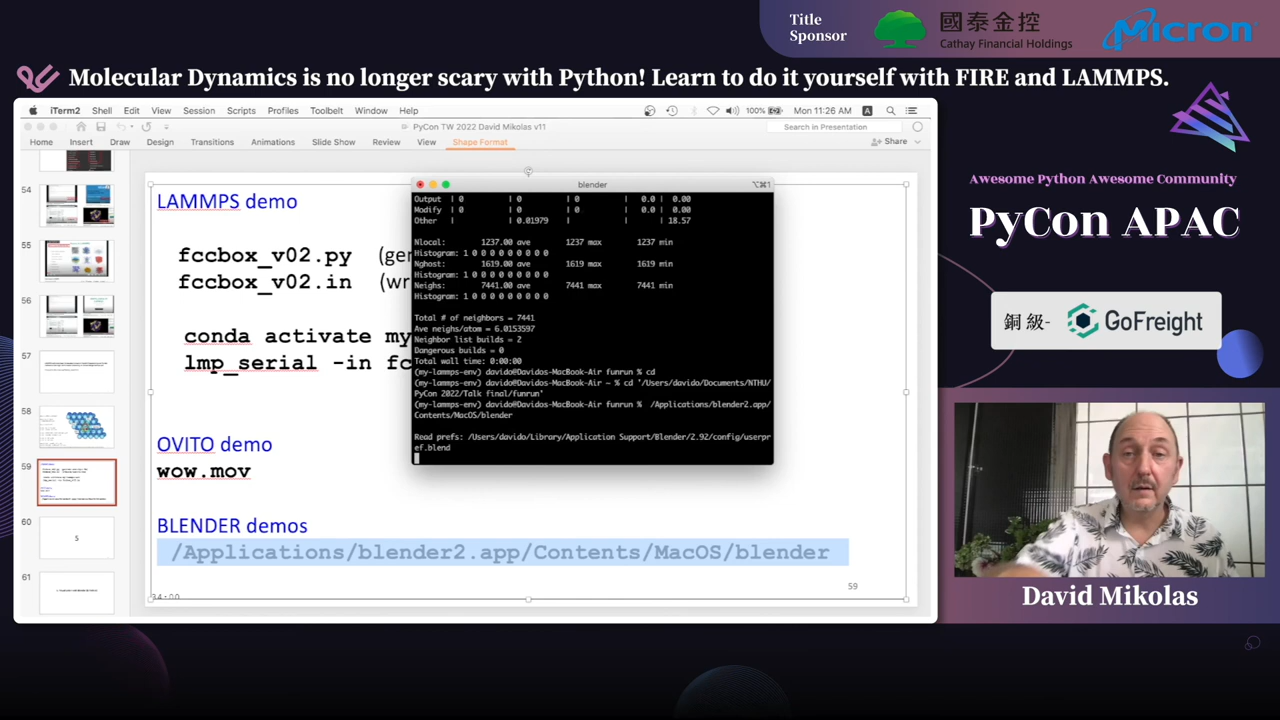 Title
Sponsor
國泰金控
Cathay Financial Holdings
Micron
Molecular Dynamics is no longer scary with Python! Learn to do it yourself with FIRE and LAMMPS.
iTerm2 Shell Edit View Session Scripts Profiles Toolbelt Window Help
100% Mon 11:26 AM A
PyCon TW 2022 David Mikolas v11
Search in Presentation
Home Insert Draw Design Transitions Animations Slide Show Review View Shape Format
Share
54
55
56
57
58
59
60
5
61
LAMMPS demo
fccbox_v02.py (ger
fccbox_v02.in (wr
conda activate my
lmp_serial -in fc
OVITO demo
wow.mov
BLENDER demos
/Applications/blender2.app/Contents/MacOS/blender
59
34:00
blender
⌥⌘1
Output | 0 | 0 | 0 | 0.0 | 0.00
Modify | 0 | 0 | 0 | 0.0 | 0.00
Other | | 0.01979 | | | 18.57
Nlocal: 1237.00 ave 1237 max 1237 min
Histogram: 1 0 0 0 0 0 0 0 0 0
Nghost: 1619.00 ave 1619 max 1619 min
Histogram: 1 0 0 0 0 0 0 0 0 0
Neighs: 7441.00 ave 7441 max 7441 min
Histogram: 1 0 0 0 0 0 0 0 0 0
Total # of neighbors = 7441
Ave neighs/atom = 6.0153597
Neighbor list builds = 2
Dangerous builds = 0
Total wall time: 0:00:00
(my-lammps-env) davido@Davidos-MacBook-Air funrun % cd
(my-lammps-env) davido@Davidos-MacBook-Air ~ % cd '/Users/davido/Documents/NTHU/
PyCon 2022/Talk final/funrun'
(my-lammps-env) davido@Davidos-MacBook-Air funrun % /Applications/blender2.app/
Contents/MacOS/blender
Read prefs: /Users/davido/Library/Application Support/Blender/2.92/config/userpr
ef.blend
Awesome Python Awesome Community
PyCon APAC
銅級-
GoFreight
David Mikolas